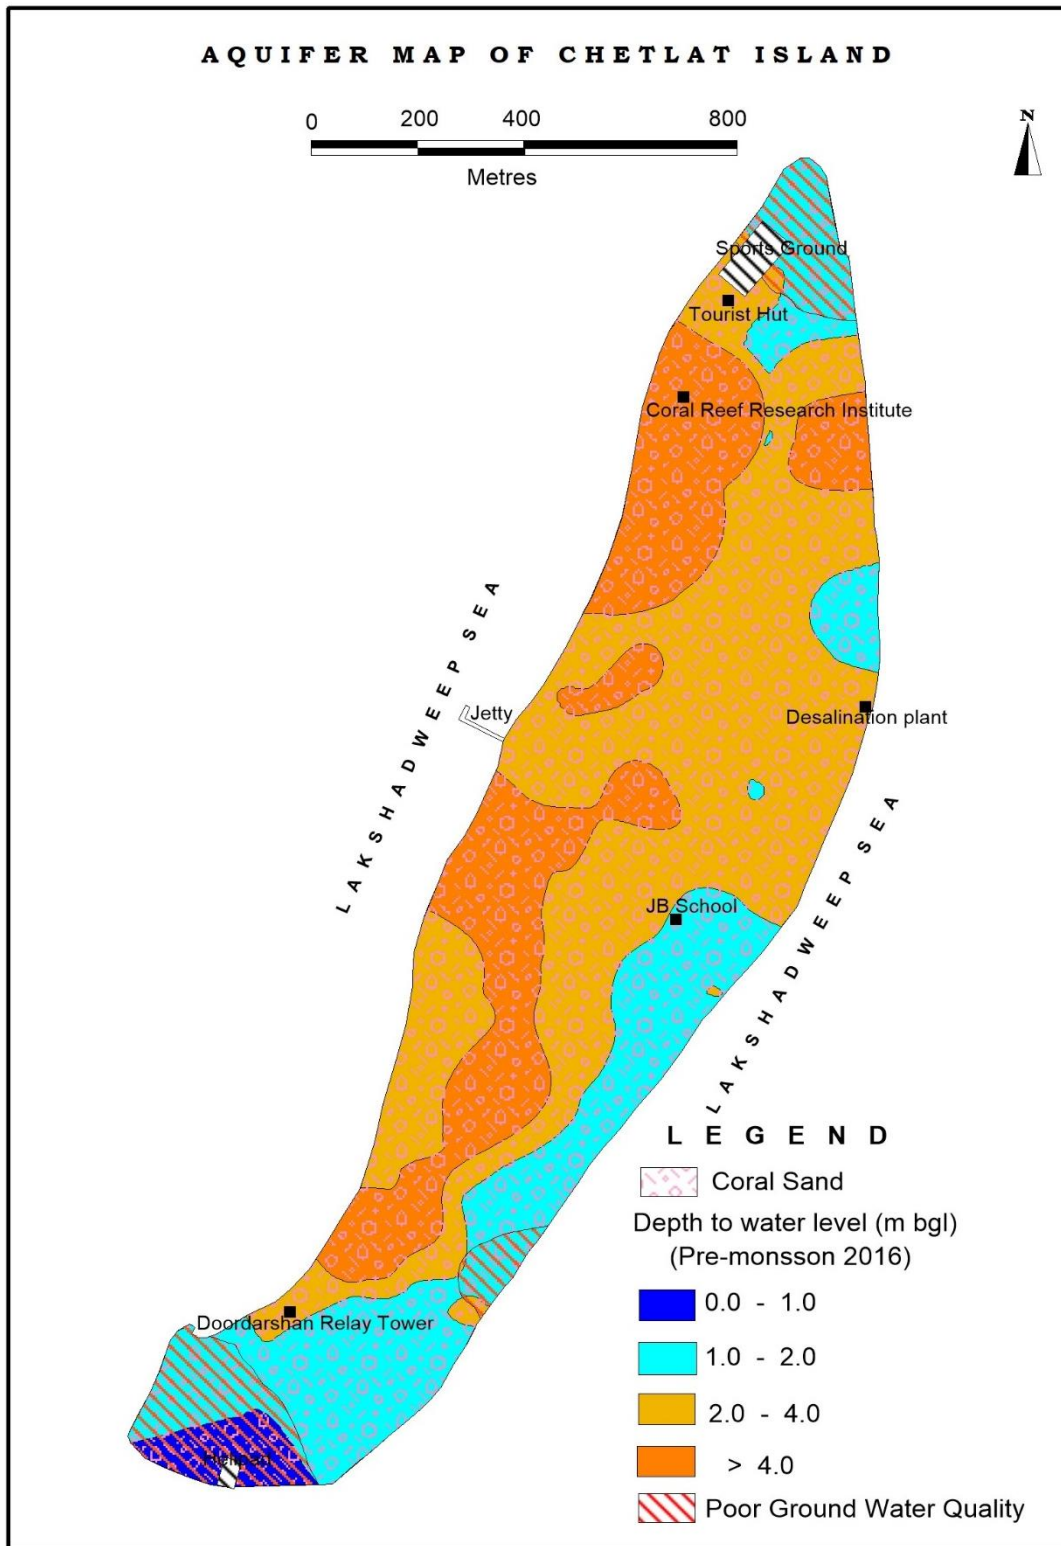 AQUIFER MAP OF CHETLAT ISLAND
0 200 400 800
Metres
N
Sports Ground
Tourist Hut
Coral Reef Research Institute
LAKSHADWEEP SEA
Jetty
Desalination plant
LAKSHADWEEP SEA
JB School
Doordarshan Relay Tower
Helipad
LEGEND
Coral Sand
Depth to water level (m bgl)
(Pre-monsson 2016)
0.0 - 1.0
1.0 - 2.0
2.0 - 4.0
> 4.0
Poor Ground Water Quality